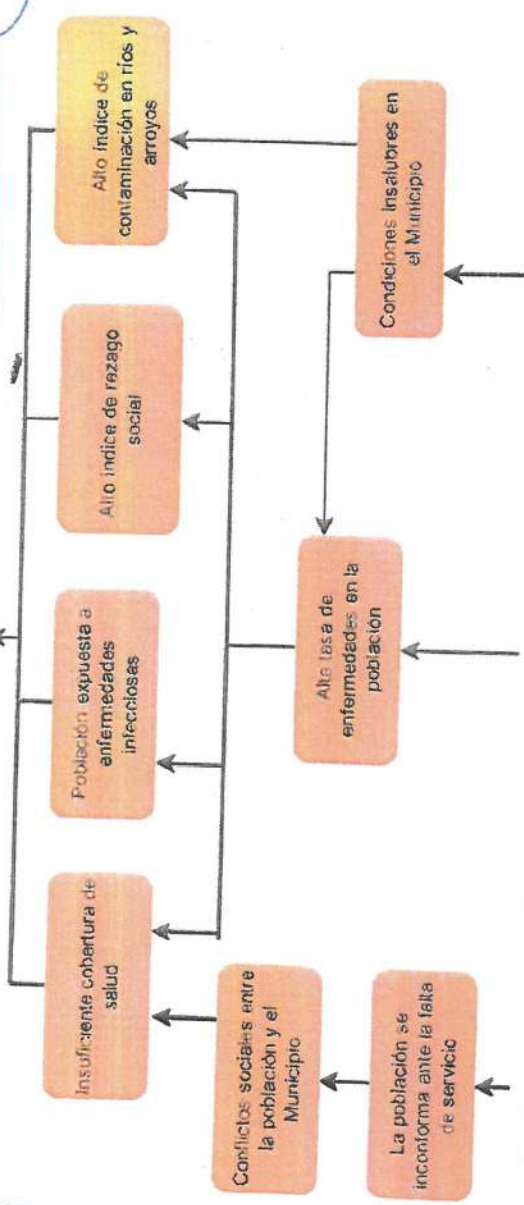 Insuficiente cobertura de
salud
Población expuesta a
enfermedades
infecciosas
Alto índice de rezago
social
Alto índice de
contaminación en ríos y
arroyos
Conflictos sociales entre
la población y el
Municipio
Alta tasa de
enfermedades en la
población
Condiciones insalubres en
el Municipio
La población se
inconforma ante la falta
de servicio